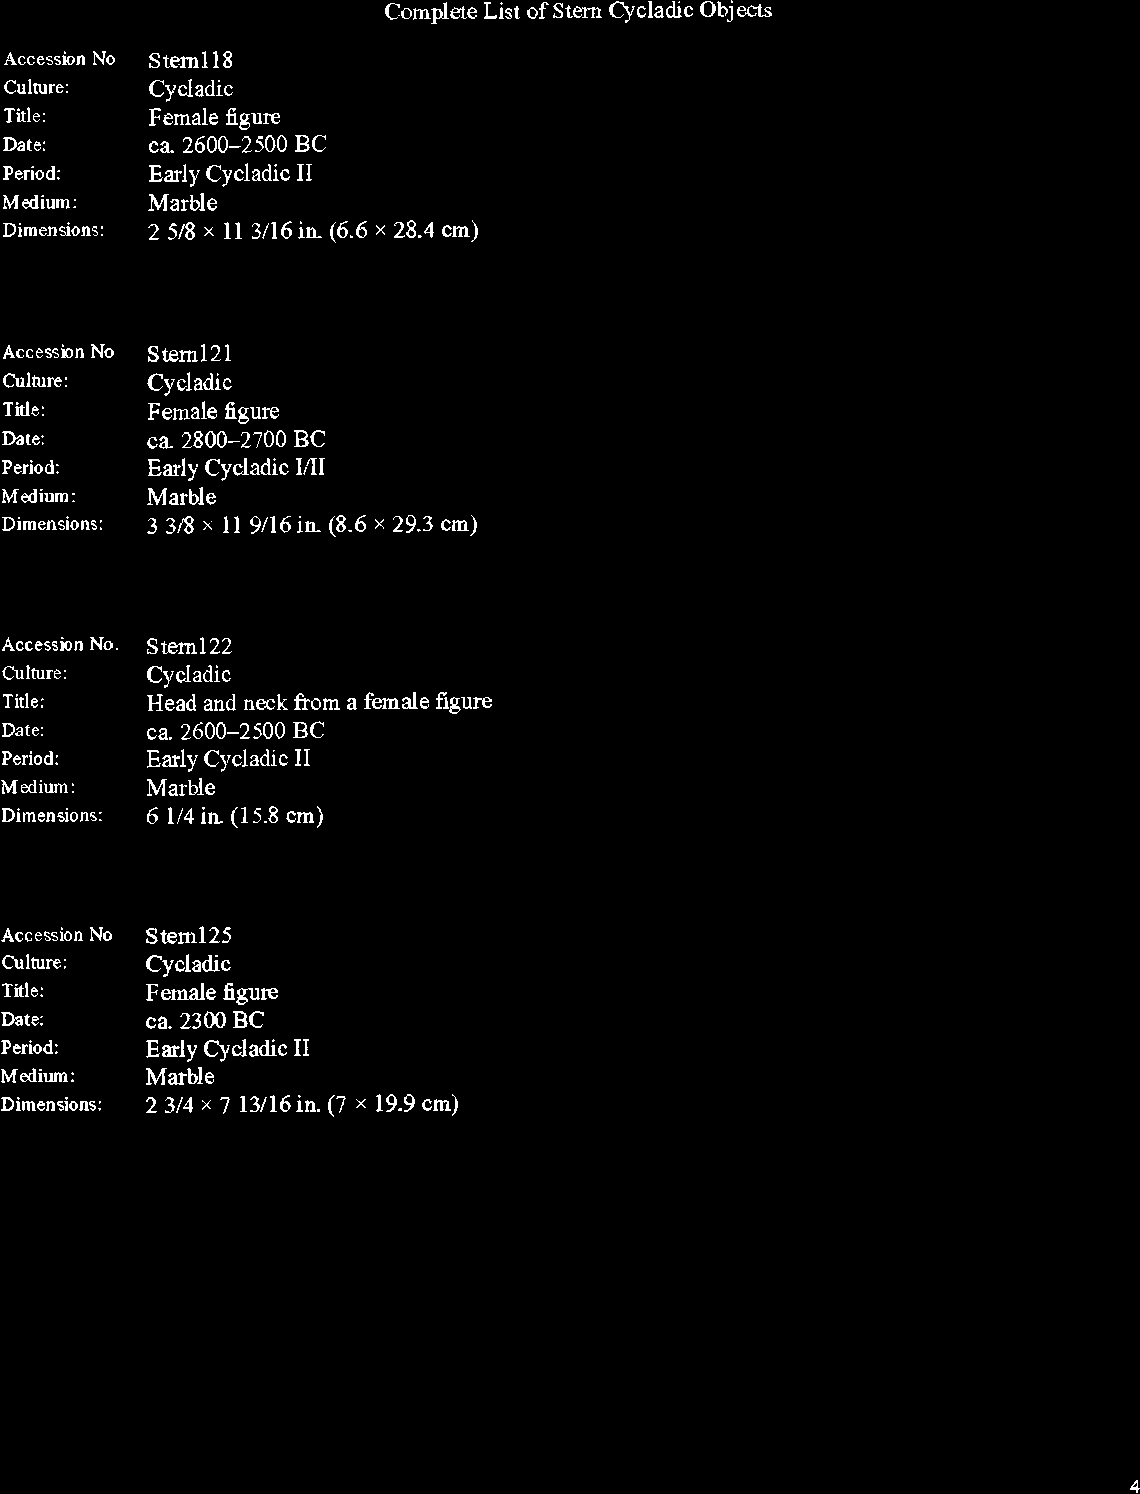 Complete List of Stern Cycladic Objects
Accession No Stern118
Culture: Cycladic
Title: Female figure
Date: ca. 2600–2500 BC
Period: Early Cycladic II
Medium: Marble
Dimensions: 2 5/8 × 11 3/16 in. (6.6 × 28.4 cm)
Accession No Stern121
Culture: Cycladic
Title: Female figure
Date: ca. 2800–2700 BC
Period: Early Cycladic I/II
Medium: Marble
Dimensions: 3 3/8 × 11 9/16 in. (8.6 × 29.3 cm)
Accession No. Stern122
Culture: Cycladic
Title: Head and neck from a female figure
Date: ca. 2600–2500 BC
Period: Early Cycladic II
Medium: Marble
Dimensions: 6 1/4 in. (15.8 cm)
Accession No Stern125
Culture: Cycladic
Title: Female figure
Date: ca. 2300 BC
Period: Early Cycladic II
Medium: Marble
Dimensions: 2 3/4 × 7 13/16 in. (7 × 19.9 cm)
4